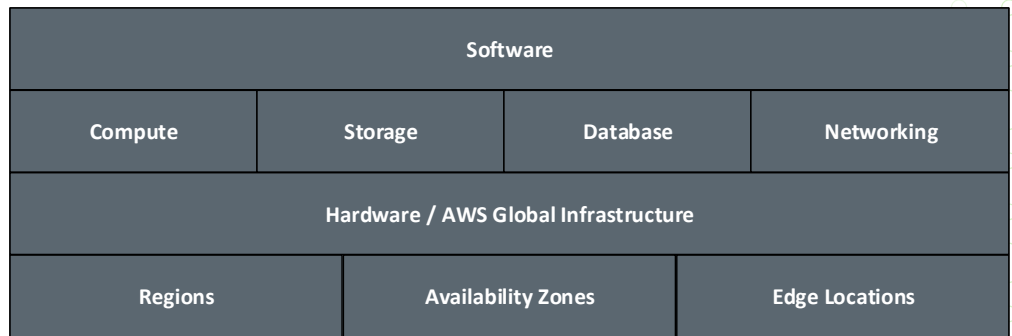 Software
Compute
Storage
Database
Networking
Hardware / AWS Global Infrastructure
Regions
Availability Zones
Edge Locations